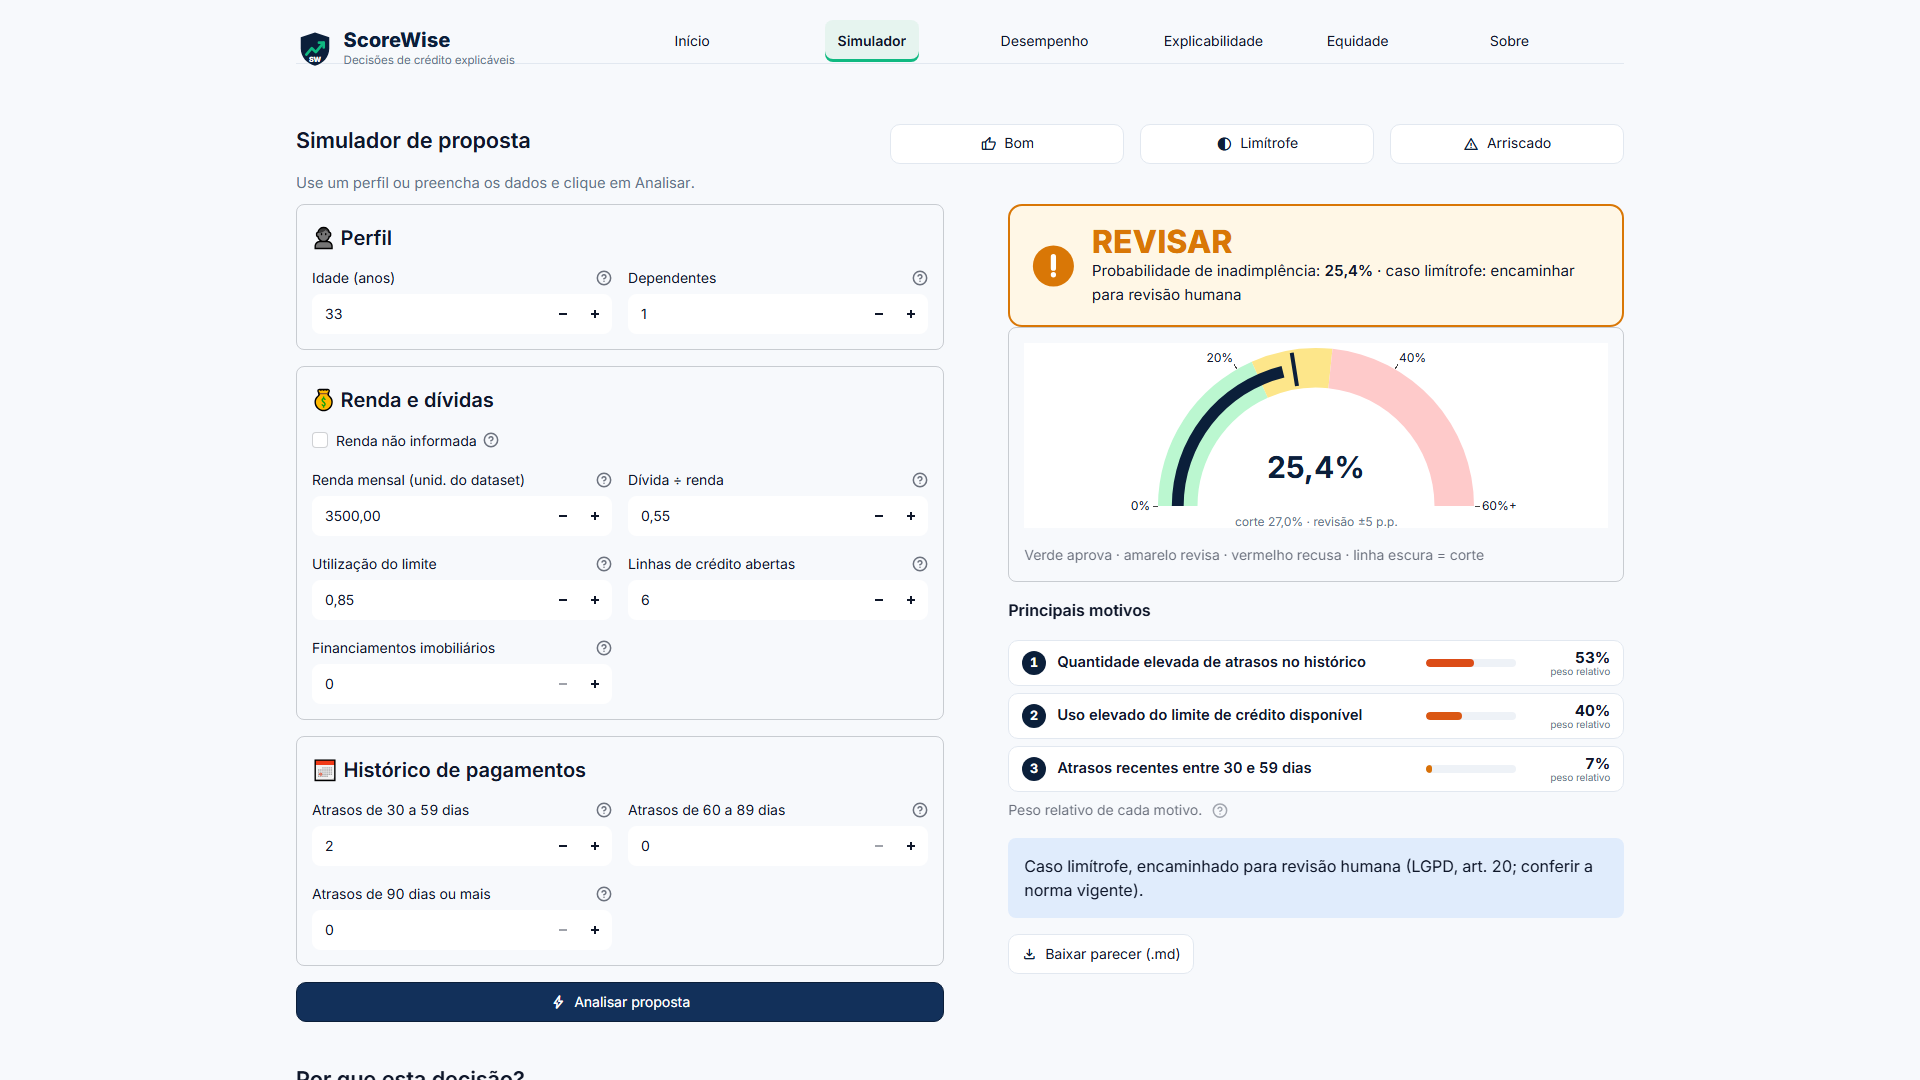 ScoreWise
Decisões de crédito explicáveis
SW
Início
Simulador
Desempenho
Explicabilidade
Equidade
Sobre
Simulador de proposta
Bom
Limítrofe
Arriscado
Use um perfil ou preencha os dados e clique em Analisar.
Perfil
Idade (anos)
Dependentes
33
1
Renda e dívidas
Renda não informada
Renda mensal (unid. do dataset)
Dívida ÷ renda
3500,00
0,55
Utilização do limite
Linhas de crédito abertas
0,85
6
Financiamentos imobiliários
0
Histórico de pagamentos
Atrasos de 30 a 59 dias
Atrasos de 60 a 89 dias
2
0
Atrasos de 90 dias ou mais
0
Analisar proposta
Por que esta decisão?
REVISAR
Probabilidade de inadimplência: 25,4% · caso limítrofe: encaminhar
para revisão humana
20%
40%
25,4%
0%
60%+
corte 27,0% · revisão ±5 p.p.
Verde aprova · amarelo revisa · vermelho recusa · linha escura = corte
Principais motivos
1 Quantidade elevada de atrasos no histórico 53%
peso relativo
2 Uso elevado do limite de crédito disponível 40%
peso relativo
3 Atrasos recentes entre 30 e 59 dias 7%
peso relativo
Peso relativo de cada motivo.
Caso limítrofe, encaminhado para revisão humana (LGPD, art. 20; conferir a
norma vigente).
Baixar parecer (.md)